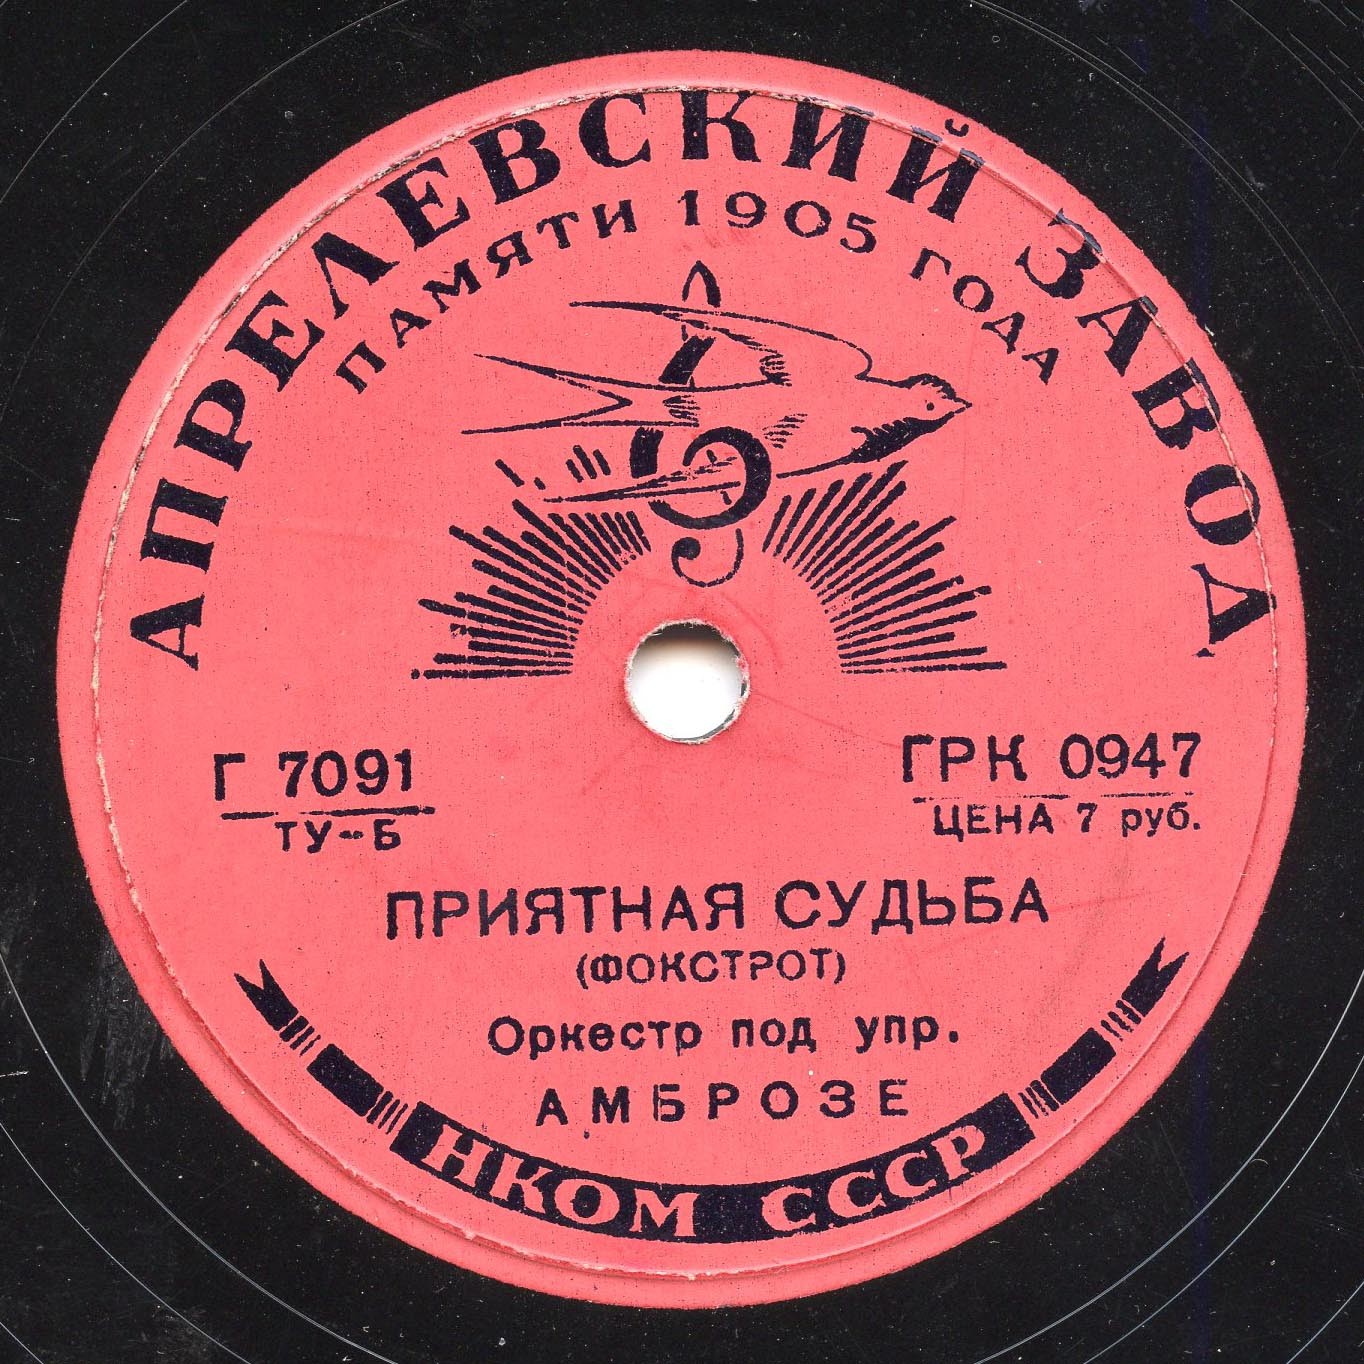 АПРЕЛЕВСКИЙ ЗАВОД
ПАМЯТИ 1905 ГОДА
Г 7091
ТУ-Б
ГРК 0947
ЦЕНА 7 руб.
ПРИЯТНАЯ СУДЬБА
(ФОКСТРОТ)
Оркестр под упр.
АМБРОЗЕ
НКОМ СССР